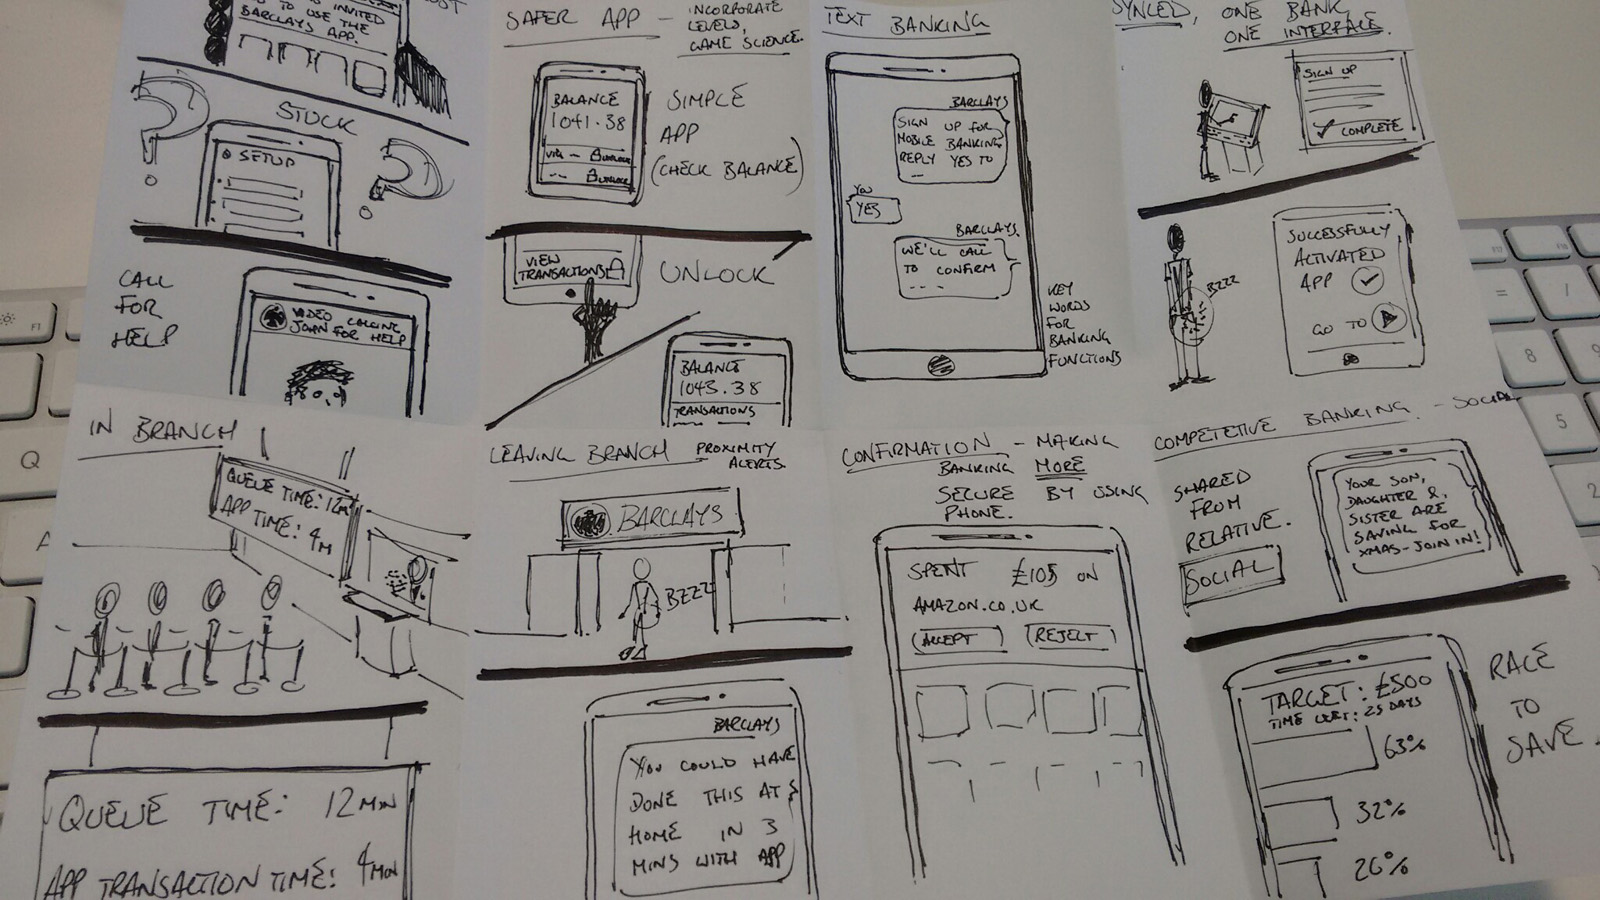 INVITED
TO USE THE
BARCLAYS APP.
STUCK
SETUP
CALL
FOR
HELP
VIDEO CALLING
JOHN FOR HELP
SAFER APP - INCORPORATE
LEVELS,
GAME SCIENCE.
BALANCE
1041.38
UNLOCK
UNLOCK
SIMPLE
APP
(CHECK BALANCE)
VIEW
TRANSACTIONS
UNLOCK
BALANCE
1043.38
TRANSACTIONS
TEXT BANKING
BARCLAYS
SIGN UP FOR
MOBILE BANKING
REPLY YES TO
YOU
YES
BARCLAYS.
WE'LL CALL
TO CONFIRM
KEY
WORDS
FOR
BANKING
FUNCTIONS
SYNCED, ONE BANK,
ONE INTERFACE.
SIGN UP
COMPLETE
BZZZ
SUCCESSFULLY
ACTIVATED
APP
GO TO
IN BRANCH
QUEUE TIME: 12M
APP TIME: 4M
QUEUE TIME: 12MIN
APP TRANSACTION TIME: 4MIN
LEAVING BRANCH PROXIMITY
ALERTS.
BARCLAYS
BZZZ
BARCLAYS
YOU COULD HAVE
DONE THIS AT
HOME IN 3
MINS WITH APP
CONFIRMATION - MAKING
BANKING MORE
SECURE BY USING
PHONE.
SPENT £105 ON
AMAZON.CO.UK
ACCEPT REJECT
COMPETETIVE BANKING. - SOCIAL
SHARED
FROM
RELATIVE.
SOCIAL
YOUR SON,
DAUGHTER &
SISTER ARE
SAVING FOR
XMAS - JOIN IN!
TARGET: £500
TIME LEFT: 25 DAYS
63%
32%
26%
RACE
TO
SAVE.
F1
Q
A
=
/
8
5
2